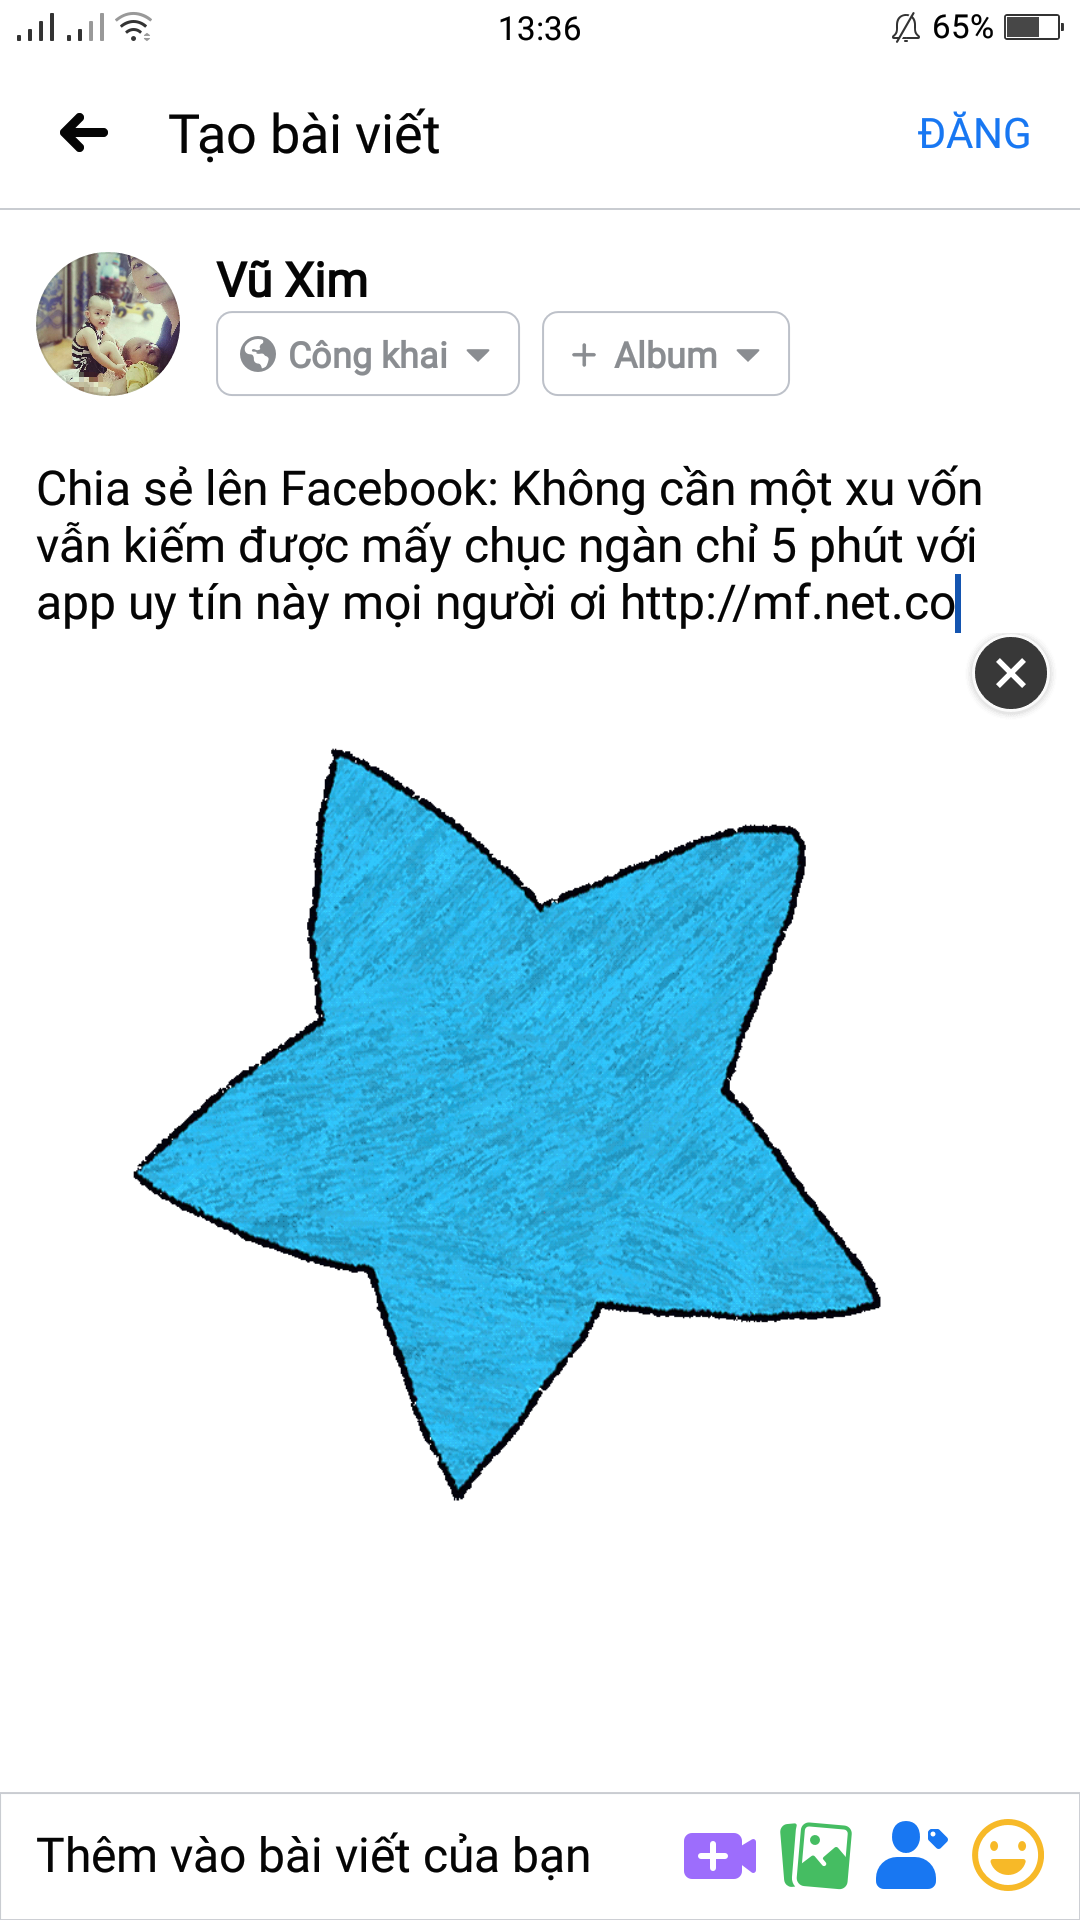 13:36
65%
Tạo bài viết
ĐĂNG
Vũ Xim
Công khai
+ Album
Chia sẻ lên Facebook: Không cần một xu vốn
vẫn kiếm được mấy chục ngàn chỉ 5 phút với
app uy tín này mọi người ơi http://mf.net.co
Thêm vào bài viết của bạn